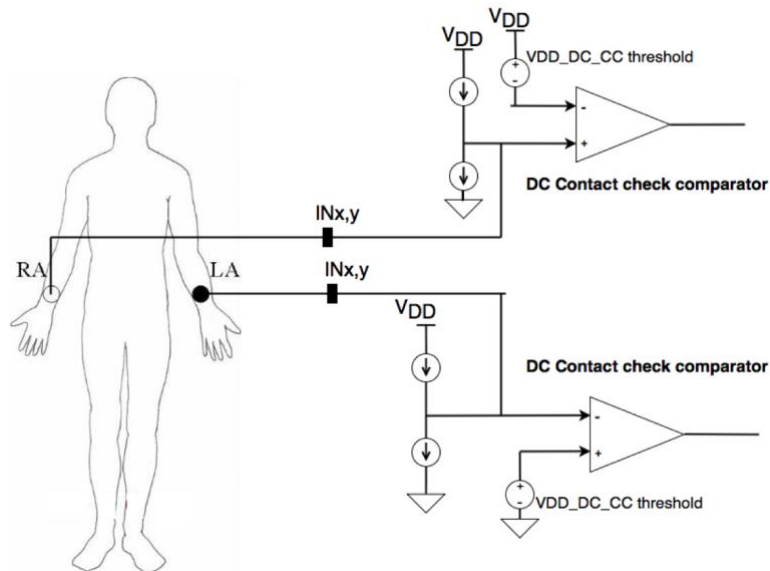 VDD
VDD
VDD_DC_CC threshold
+
-
-
+
DC Contact check comparator
INx,y
RA
LA
INx,y
VDD
DC Contact check comparator
-
+
+
-
VDD_DC_CC threshold